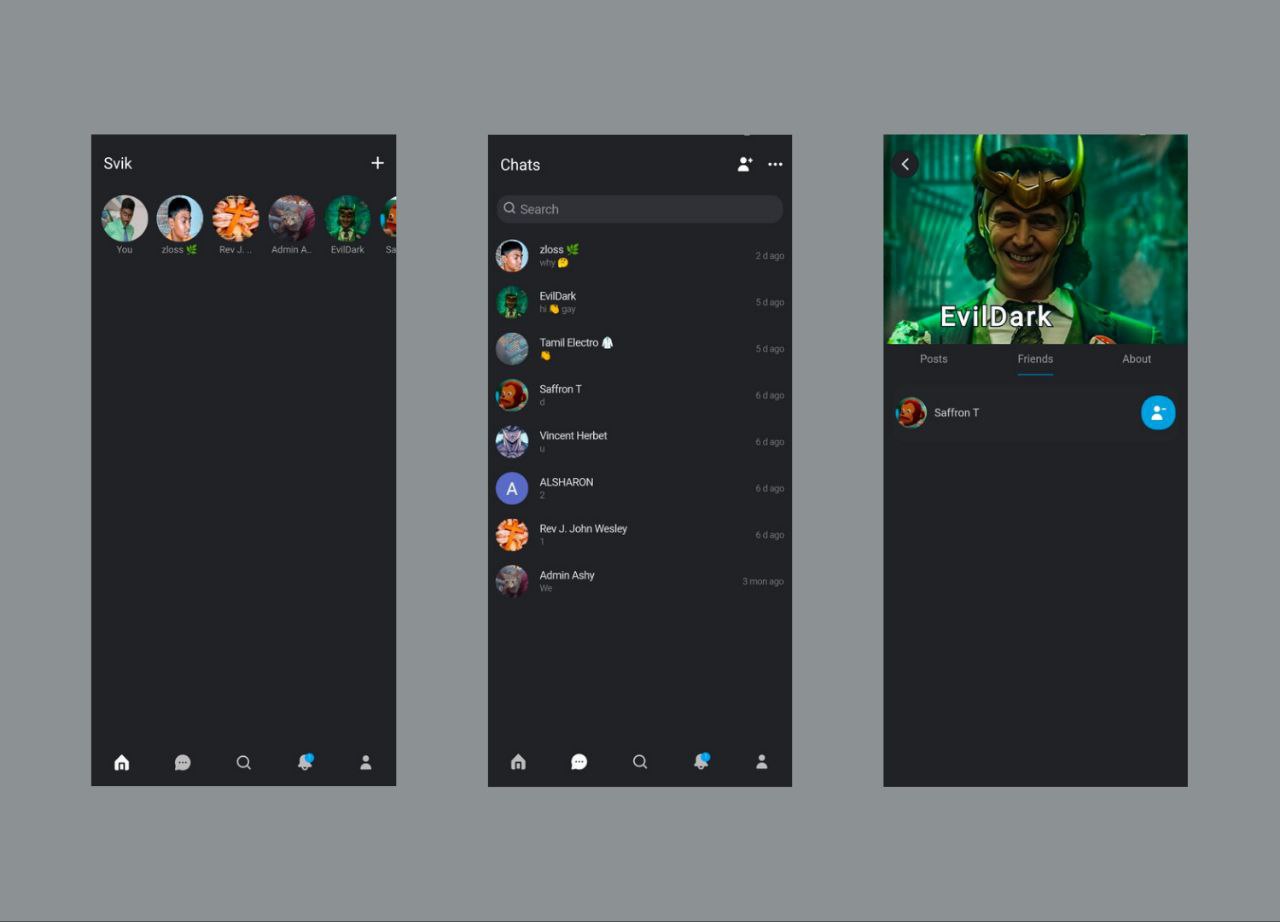 Svik
You
zloss 🌿
Rev J. ..
Admin A..
EvilDark
Sa
Chats
Search
zloss 🌿
why 🤔
2 d ago
EvilDark
hi 👏 gay
5 d ago
Tamil Electro 🥼
👏
5 d ago
Saffron T
d
6 d ago
Vincent Herbet
u
6 d ago
A
ALSHARON
2
6 d ago
Rev J. John Wesley
1
6 d ago
Admin Ashy
We
3 mon ago
EvilDark
Posts
Friends
About
Saffron T